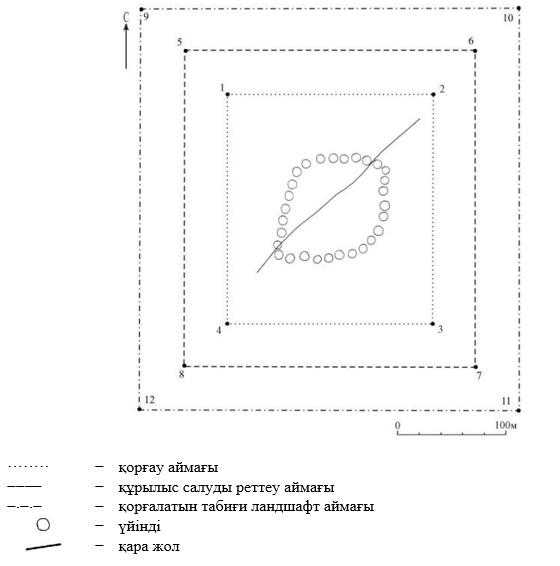 С
9
10
5
6
1
2
4
3
8
7
12
11
0 100м
– қорғау аймағы
– құрылыс салуды реттеу аймағы
– қорғалатын табиғи ландшафт аймағы
– үйінді
– қара жол